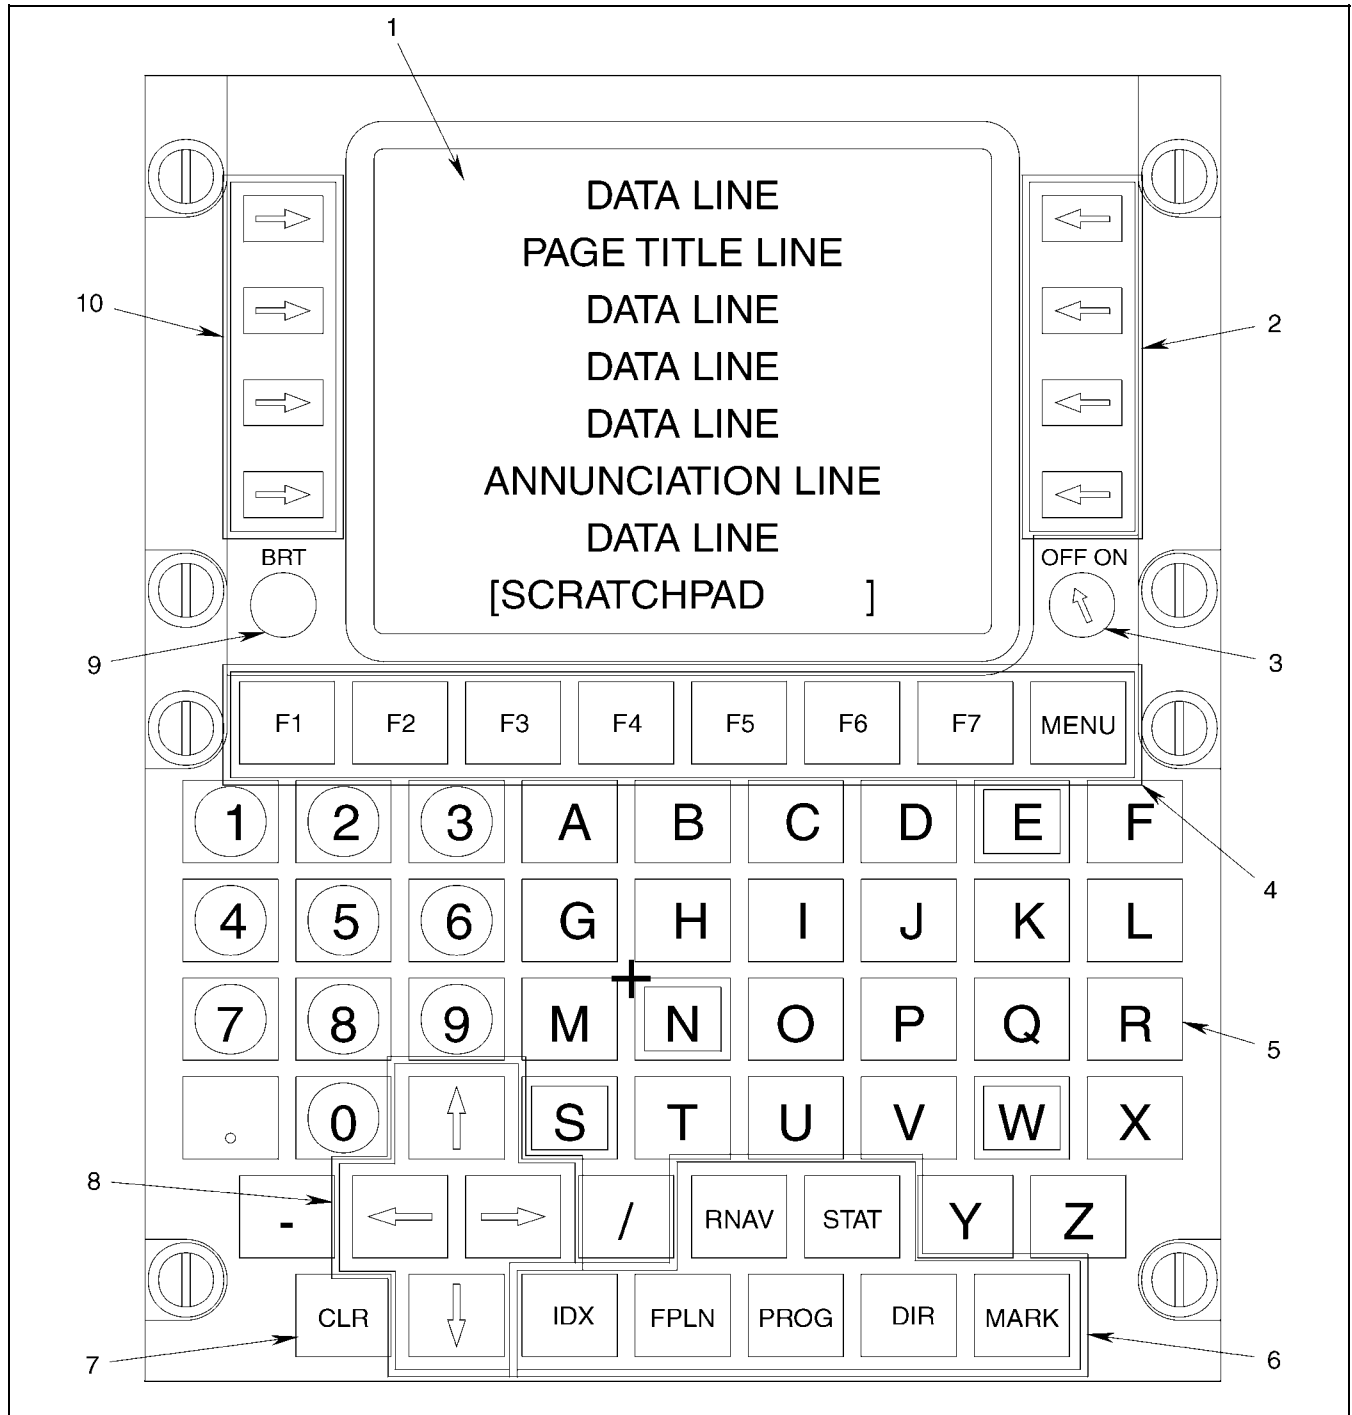 1
DATA LINE
PAGE TITLE LINE
10
DATA LINE
2
DATA LINE
DATA LINE
ANNUNCIATION LINE
BRT
DATA LINE
OFF ON
[SCRATCHPAD ]
9
3
F1 F2 F3 F4 F5 F6 F7 MENU
1 2 3 A B C D E F
4
4 5 6 G H I J K L
7 8 9 M N O P Q R
5
. 0 S T U V W X
8
- / RNAV STAT Y Z
CLR IDX FPLN PROG DIR MARK
7
6